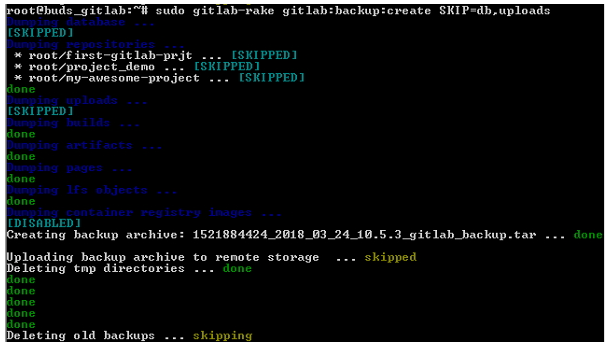 root@buds_gitlab:~# sudo gitlab-rake gitlab:backup:create SKIP=db,uploads
Dumping database ...
[SKIPPED]
Dumping repositories ...
* root/first-gitlab-prjt ... [SKIPPED]
* root/project_demo ... [SKIPPED]
* root/my-awesome-project ... [SKIPPED]
done
Dumping uploads ...
[SKIPPED]
Dumping builds ...
done
Dumping artifacts ...
done
Dumping pages ...
done
Dumping lfs objects ...
done
Dumping container registry images ...
[DISABLED]
Creating backup archive: 1521884424_2018_03_24_10.5.3_gitlab_backup.tar ... done
Uploading backup archive to remote storage  ... skipped
Deleting tmp directories ... done
done
done
done
done
done
Deleting old backups ... skipping